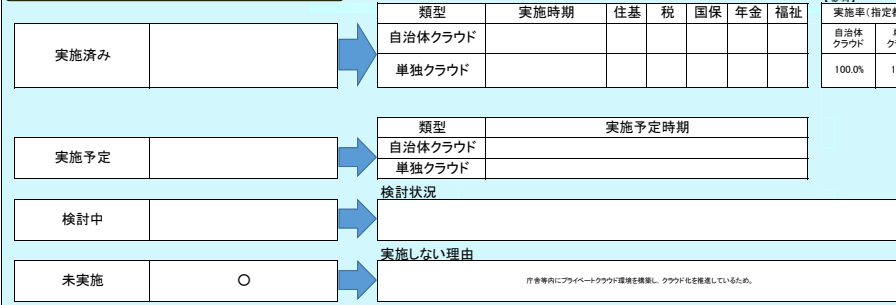 類型 実施時期 住基 税 国保 年金 福祉
実施済み
自治体クラウド
単独クラウド
自治体
クラウド
100.0%
類型 実施予定時期
実施予定
自治体クラウド
単独クラウド
検討状況
検討中
実施しない理由
未実施 ○ 庁舎等内にプライベートクラウド環境を構築し、クラウド化を推進しているため。